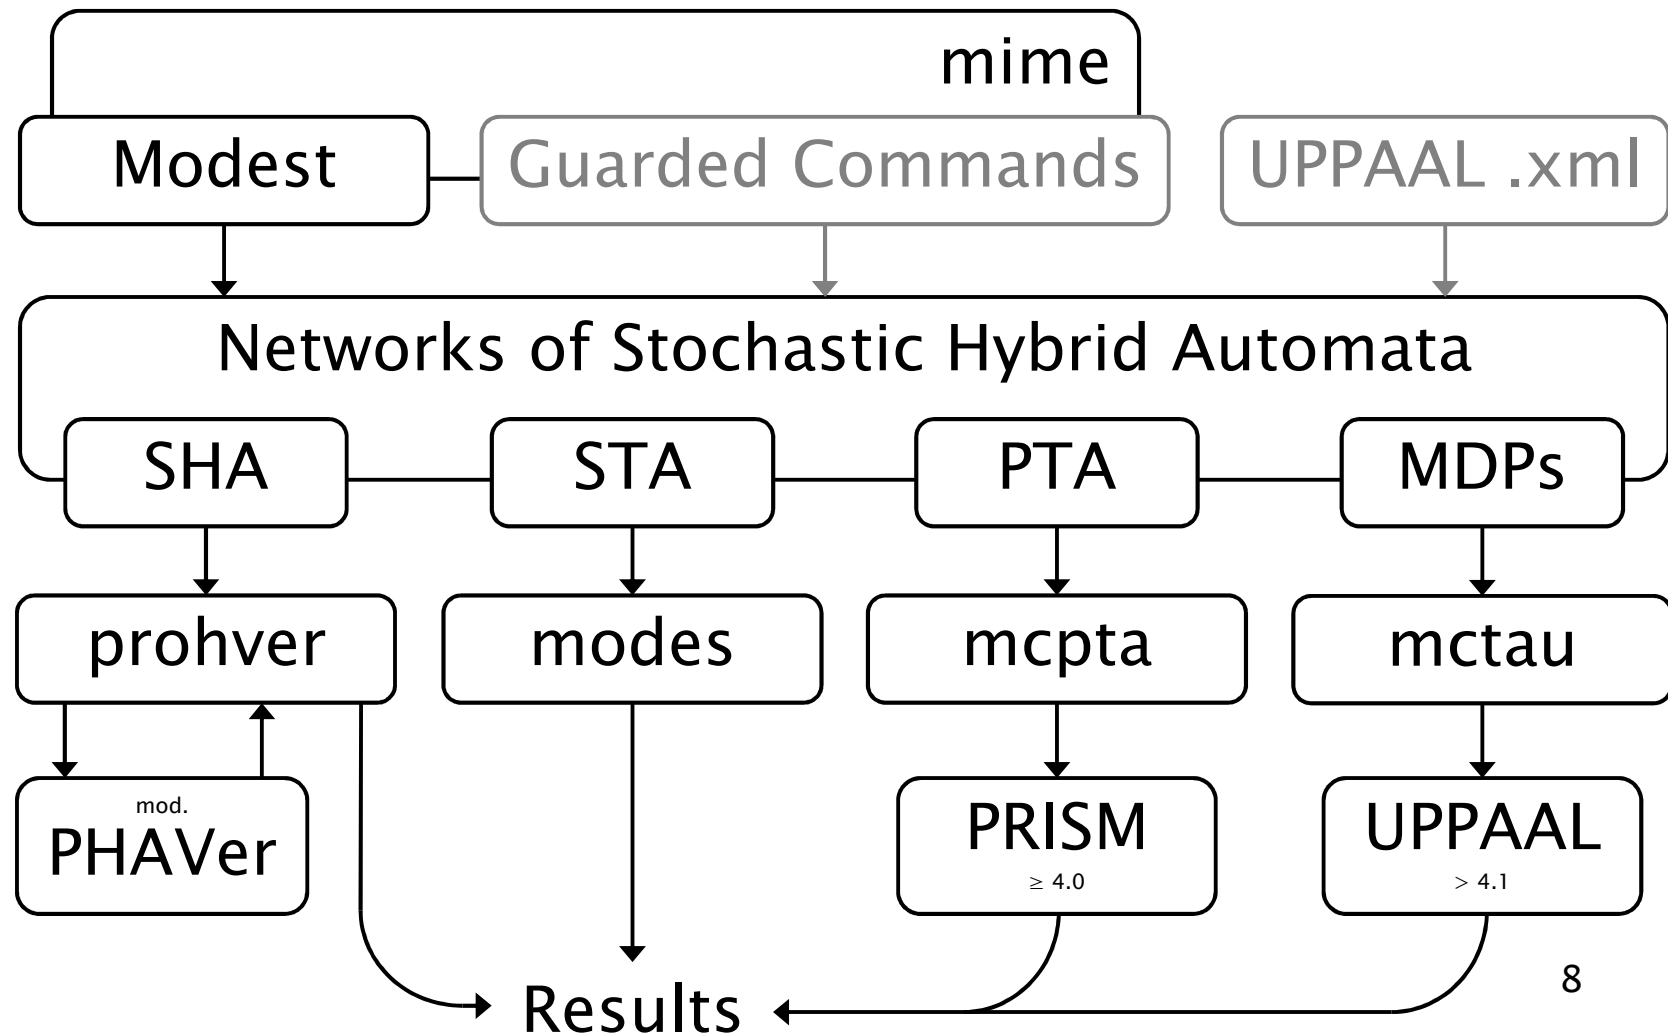 mime
Modest
Guarded Commands
UPPAAL .xml
Networks of Stochastic Hybrid Automata
SHA
STA
PTA
MDPs
prohver
modes
mcpta
mctau
mod.
PHAVer
PRISM
≥ 4.0
UPPAAL
> 4.1
Results
8